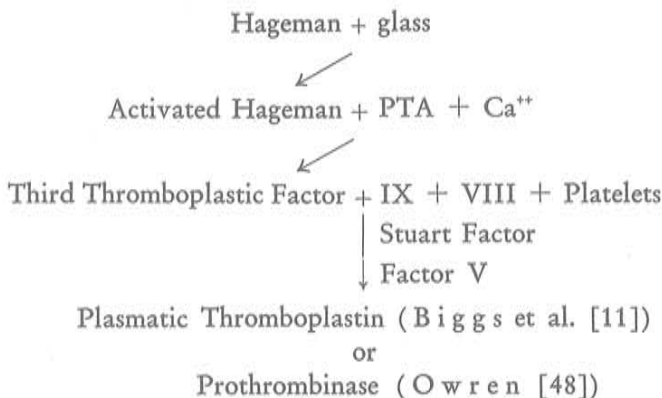 Hageman + glass
Activated Hageman + PTA + Ca⁺⁺
Third Thromboplastic Factor + IX + VIII + Platelets
Stuart Factor
Factor V
Plasmatic Thromboplastin (Biggs et al. [11])
or
Prothrombinase (Owren [48])